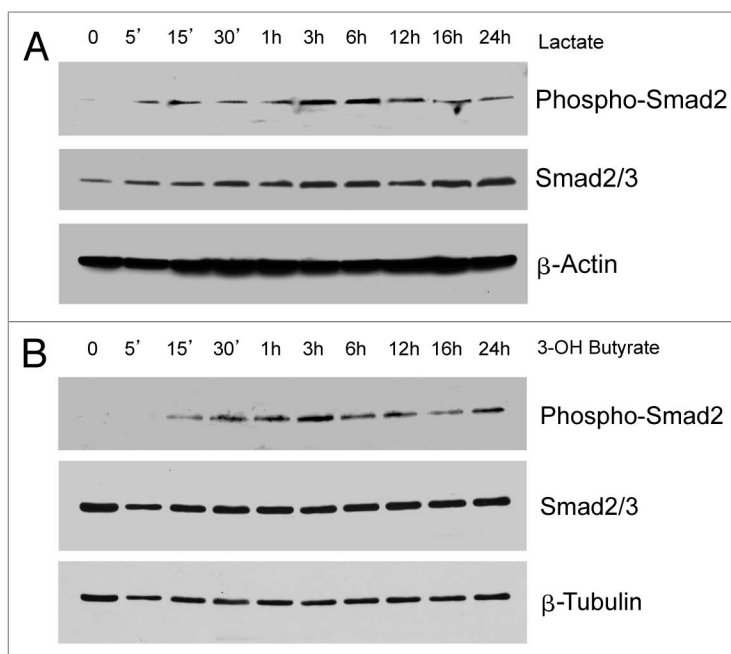 A
0 5’ 15’ 30’ 1h 3h 6h 12h 16h 24h Lactate
Phospho-Smad2
Smad2/3
β-Actin
B
0 5’ 15’ 30’ 1h 3h 6h 12h 16h 24h 3-OH Butyrate
Phospho-Smad2
Smad2/3
β-Tubulin